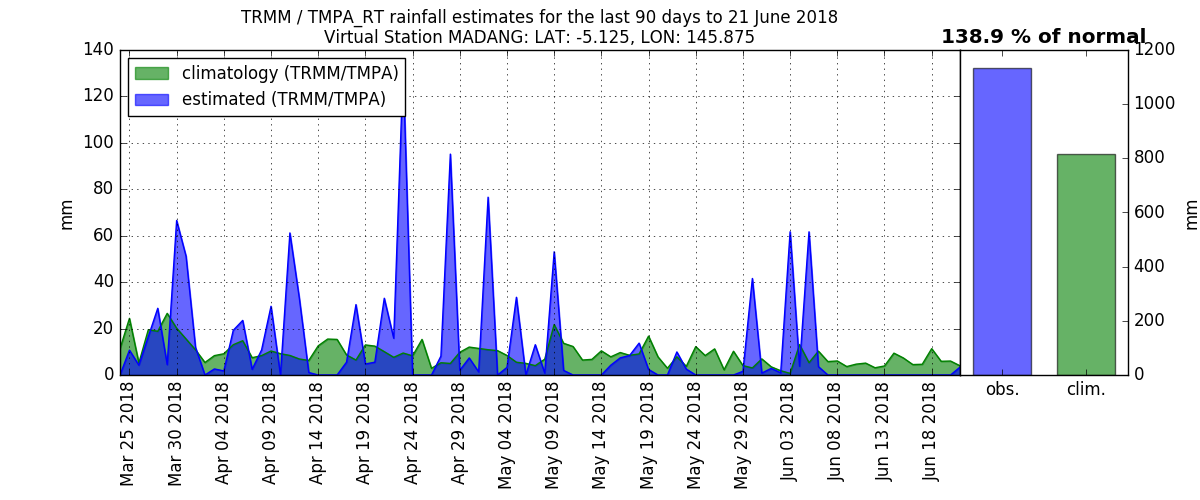 TRMM / TMPA_RT rainfall estimates for the last 90 days to 21 June 2018
Virtual Station MADANG: LAT: -5.125, LON: 145.875
138.9 % of normal
climatology (TRMM/TMPA)
estimated (TRMM/TMPA)
140
120
100
80
60
40
20
0
mm
Mar 25 2018
Mar 30 2018
Apr 04 2018
Apr 09 2018
Apr 14 2018
Apr 19 2018
Apr 24 2018
Apr 29 2018
May 04 2018
May 09 2018
May 14 2018
May 19 2018
May 24 2018
May 29 2018
Jun 03 2018
Jun 08 2018
Jun 13 2018
Jun 18 2018
1200
1000
800
600
400
200
0
mm
obs.
clim.